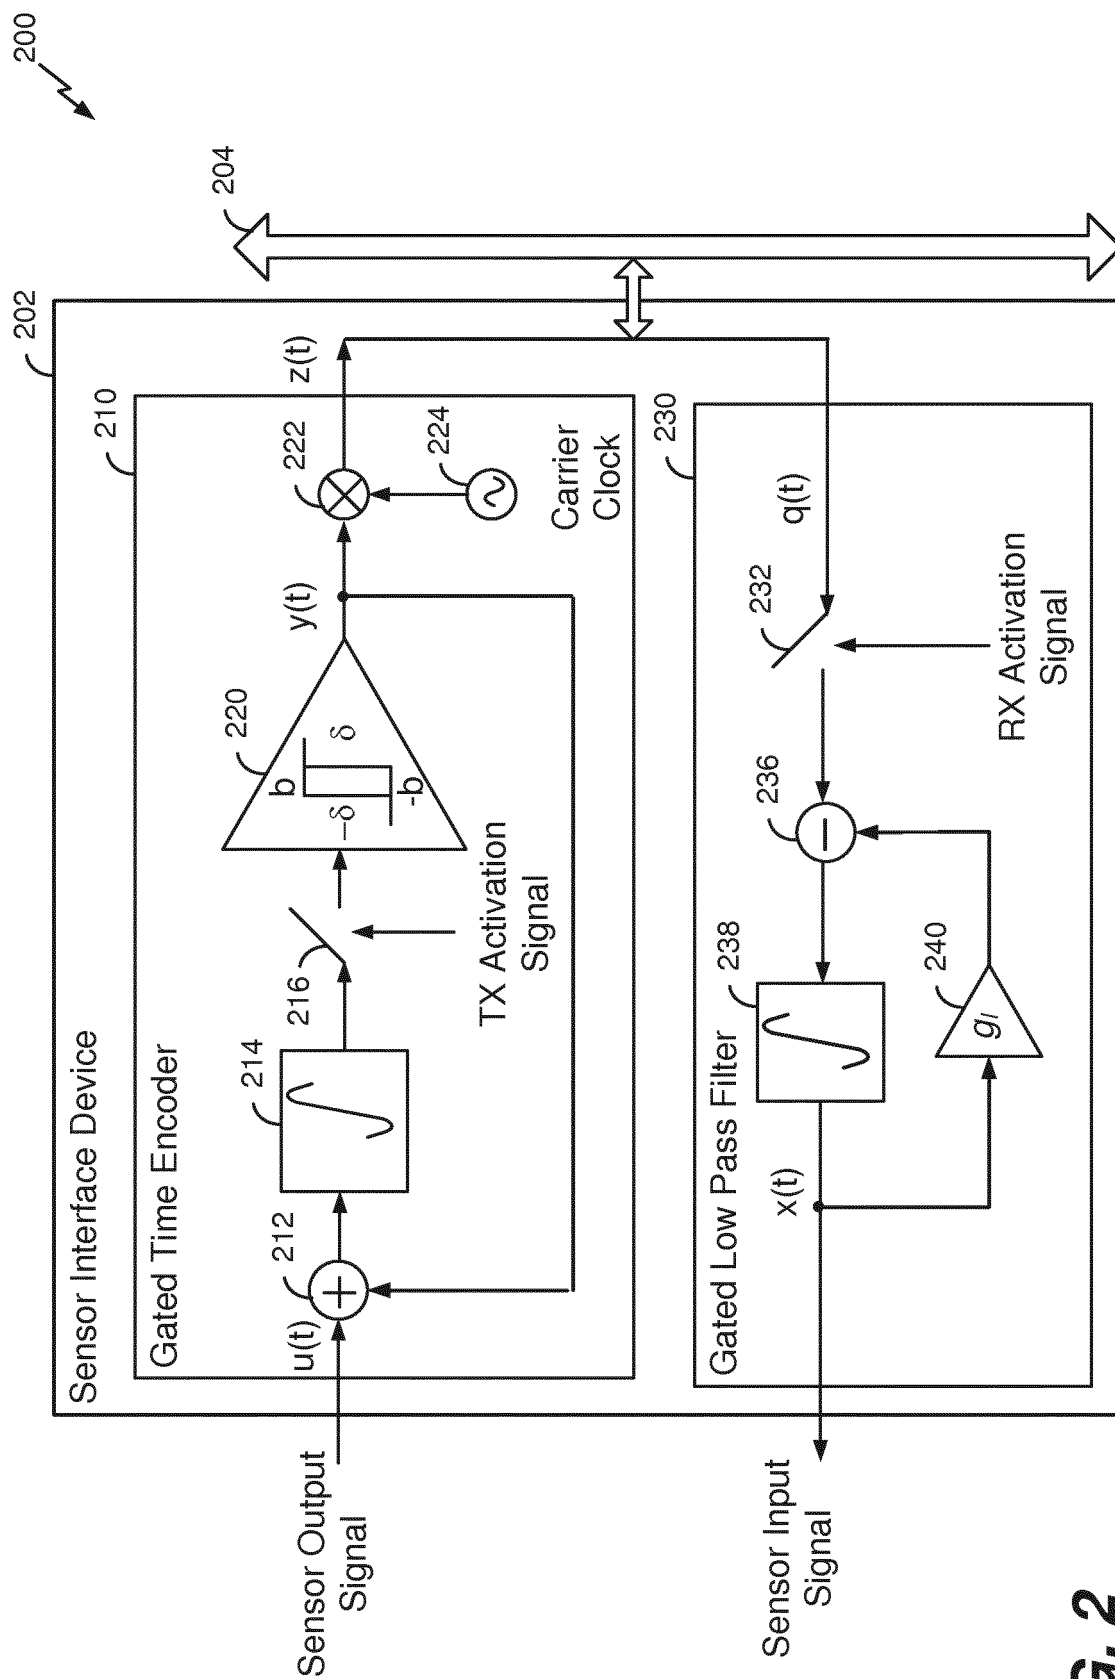 200
204
202
Sensor Interface Device
210
Gated Time Encoder
Sensor Output
Signal
u(t)
212
214
216
TX Activation
Signal
220
b
−δ
δ
-b
y(t)
222
224
Carrier
Clock
z(t)
230
Gated Low Pass Filter
Sensor Input
Signal
x(t)
238
240
g_I
236
232
RX Activation
Signal
q(t)
2